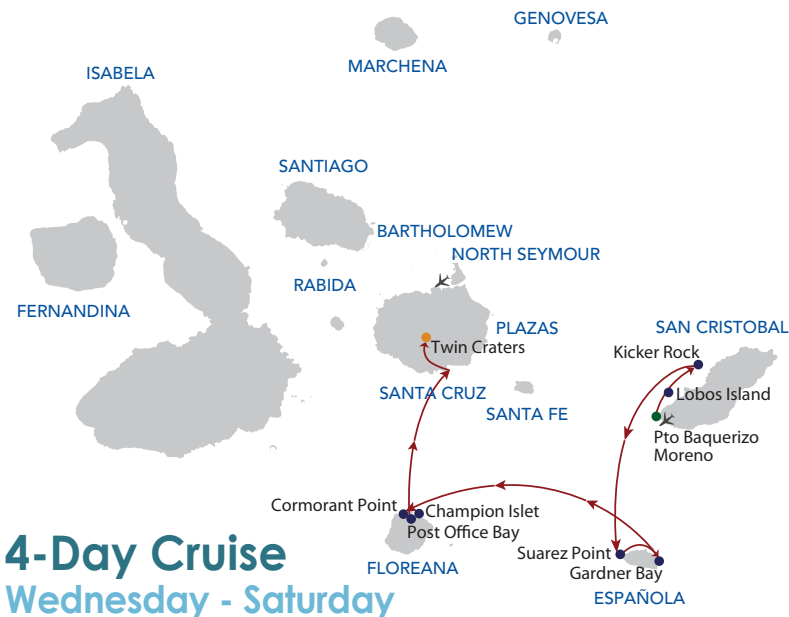 GENOVESA
MARCHENA
ISABELA
SANTIAGO
BARTHOLOMEW
NORTH SEYMOUR
RABIDA
FERNANDINA
PLAZAS
SAN CRISTOBAL
Twin Craters
Kicker Rock
SANTA CRUZ
Lobos Island
SANTA FE
Pto Baquerizo
Moreno
Cormorant Point
Champion Islet
Post Office Bay
Suarez Point
Gardner Bay
FLOREANA
ESPAÑOLA
4-Day Cruise
Wednesday - Saturday